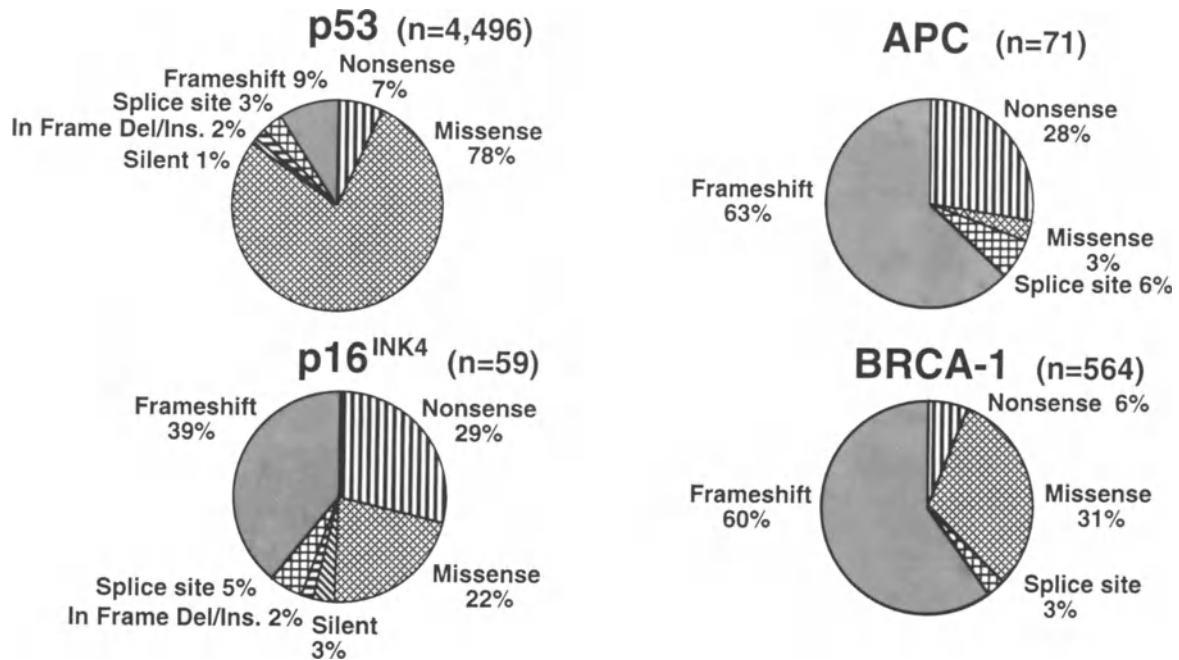 p53 (n=4,496)
Frameshift 9%
Nonsense
7%
Splice site 3%
In Frame Del/Ins. 2%
Silent 1%
Missense
78%
APC (n=71)
Nonsense
28%
Frameshift
63%
Missense
3%
Splice site 6%
p16 INK4 (n=59)
Frameshift
39%
Nonsense
29%
Missense
22%
Splice site 5%
In Frame Del/Ins. 2%
Silent
3%
BRCA-1 (n=564)
Nonsense 6%
Frameshift
60%
Missense
31%
Splice site
3%